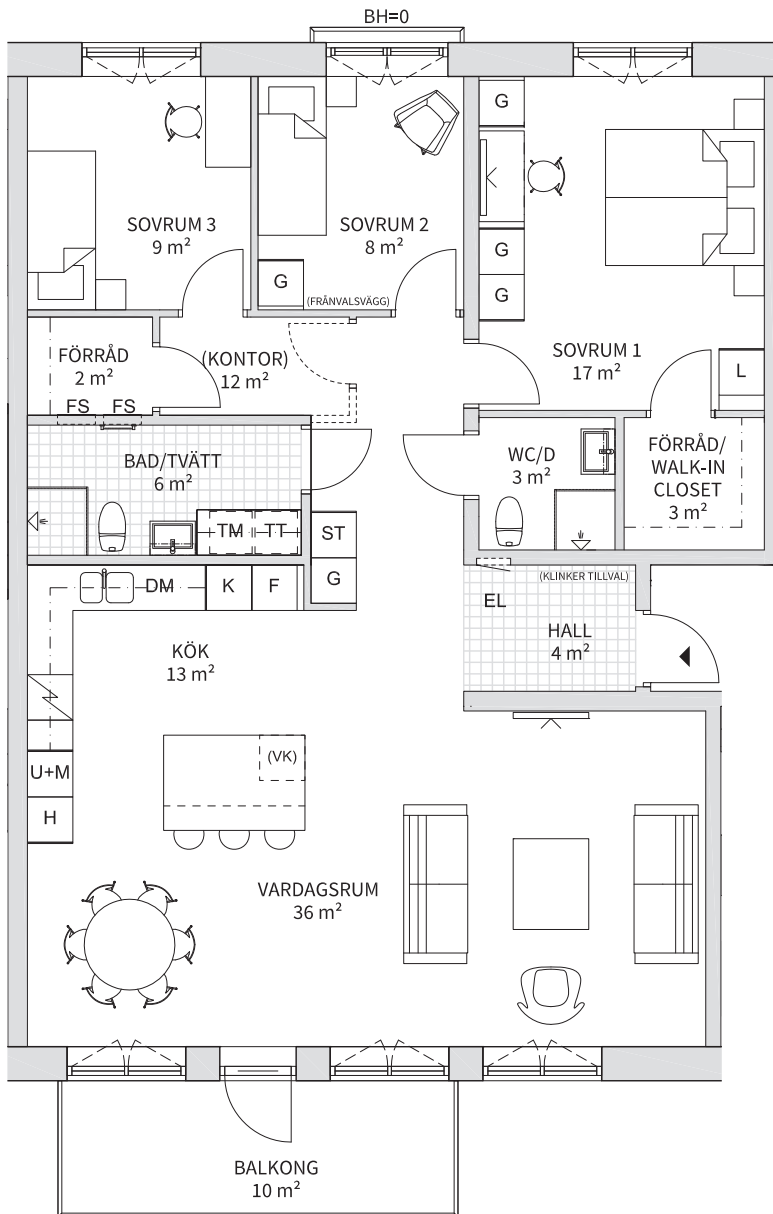 BH=0
G
SOVRUM 3
9 m²
SOVRUM 2
8 m²
G
(FRÅNVALSVÄGG)
G
G
SOVRUM 1
17 m²
L
FÖRRÅD
2 m²
(KONTOR)
12 m²
FS FS
BAD/TVÄTT
6 m²
TM TT
ST
G
WC/D
3 m²
FÖRRÅD/
WALK-IN
CLOSET
3 m²
DM K F
EL
(KLINKER TILLVAL)
HALL
4 m²
KÖK
13 m²
(VK)
U+M
H
VARDAGSRUM
36 m²
BALKONG
10 m²